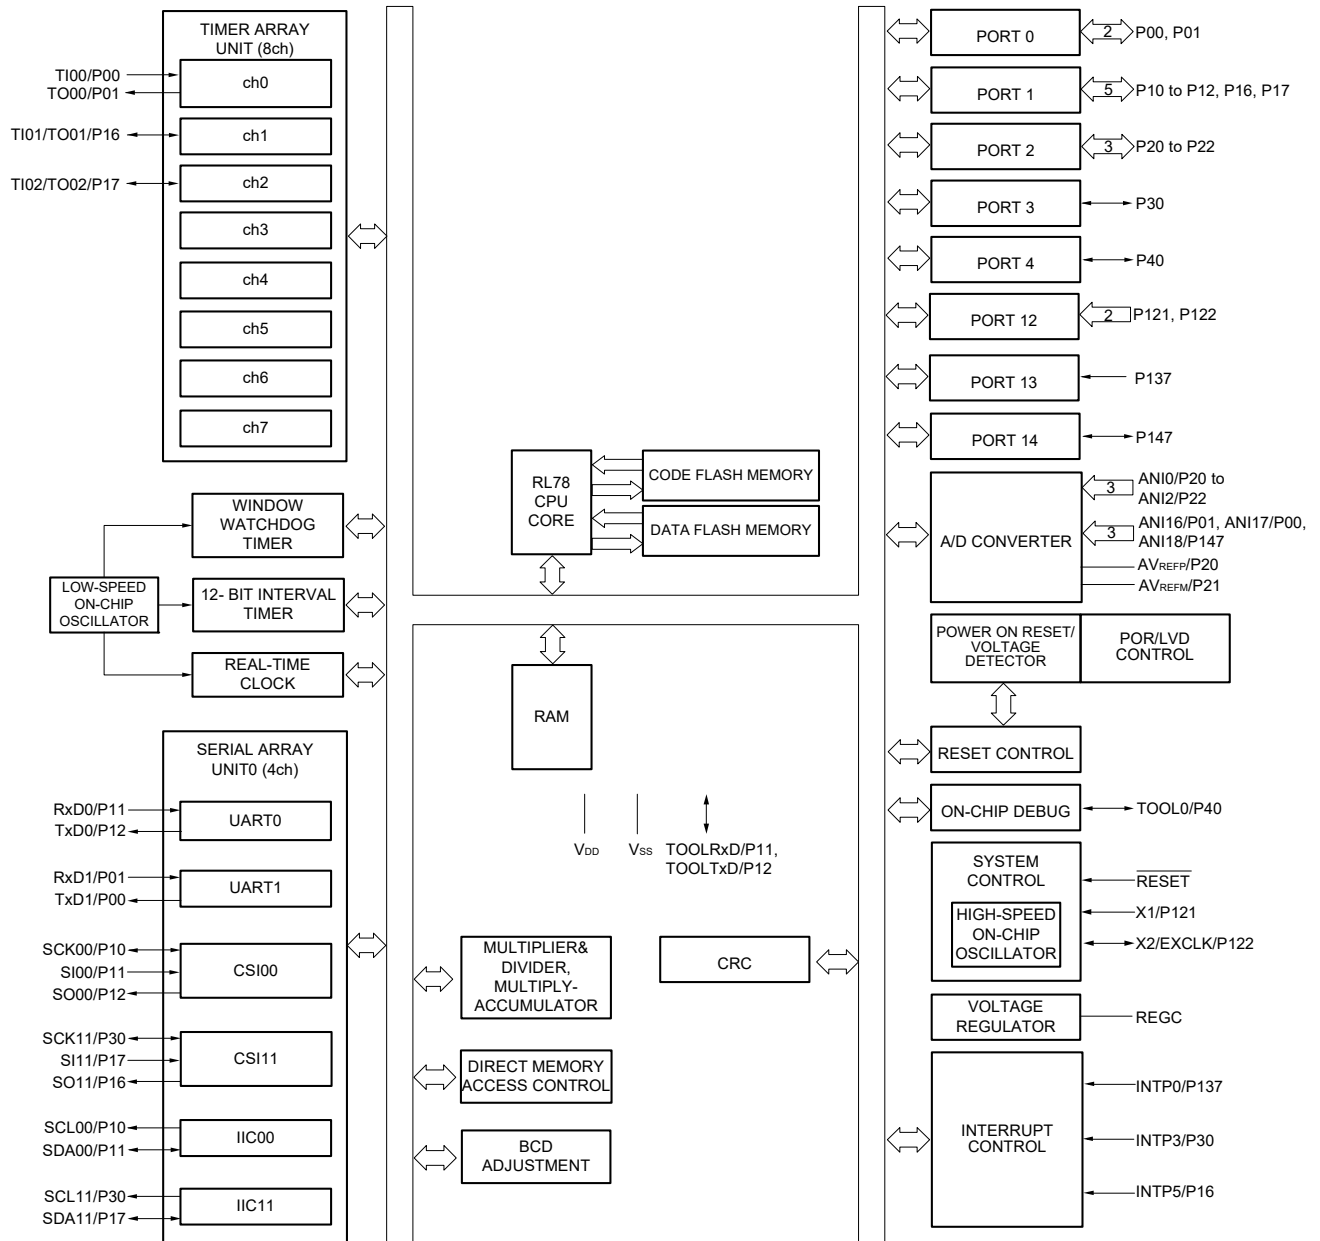 TIMER ARRAY
UNIT (8ch)
TI00/P00
TO00/P01
ch0
TI01/TO01/P16
ch1
TI02/TO02/P17
ch2
ch3
ch4
ch5
ch6
ch7
WINDOW
WATCHDOG
TIMER
LOW-SPEED
ON-CHIP
OSCILLATOR
12- BIT INTERVAL
TIMER
REAL-TIME
CLOCK
SERIAL ARRAY
UNIT0 (4ch)
RxD0/P11
TxD0/P12
UART0
RxD1/P01
TxD1/P00
UART1
SCK00/P10
SI00/P11
SO00/P12
CSI00
SCK11/P30
SI11/P17
SO11/P16
CSI11
SCL00/P10
SDA00/P11
IIC00
SCL11/P30
SDA11/P17
IIC11
RL78
CPU
CORE
CODE FLASH MEMORY
DATA FLASH MEMORY
RAM
VDD
VSS
TOOLRxD/P11,
TOOLTxD/P12
MULTIPLIER&
DIVIDER,
MULTIPLY-
ACCUMULATOR
CRC
DIRECT MEMORY
ACCESS CONTROL
BCD
ADJUSTMENT
PORT 0
2
P00, P01
PORT 1
5
P10 to P12, P16, P17
PORT 2
3
P20 to P22
PORT 3
P30
PORT 4
P40
PORT 12
2
P121, P122
PORT 13
P137
PORT 14
P147
A/D CONVERTER
3
ANI0/P20 to
ANI2/P22
3
ANI16/P01, ANI17/P00,
ANI18/P147
AVREFP/P20
AVREFM/P21
POWER ON RESET/
VOLTAGE
DETECTOR
POR/LVD
CONTROL
RESET CONTROL
ON-CHIP DEBUG
TOOL0/P40
SYSTEM
CONTROL
HIGH-SPEED
ON-CHIP
OSCILLATOR
RESET
X1/P121
X2/EXCLK/P122
VOLTAGE
REGULATOR
REGC
INTERRUPT
CONTROL
INTP0/P137
INTP3/P30
INTP5/P16